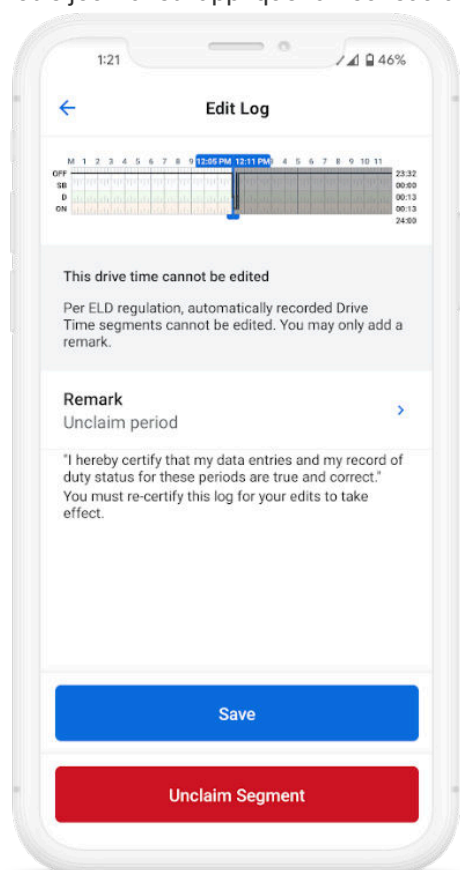 1:21 46%
Edit Log
M 1 2 3 4 5 6 7 8 9 12:05 PM 12:11 PM 4 5 6 7 8 9 10 11
OFF 23:32
SB 00:00
D 00:13
ON 00:13
24:00
This drive time cannot be edited
Per ELD regulation, automatically recorded Drive
Time segments cannot be edited. You may only add a
remark.
Remark
Unclaim period
"I hereby certify that my data entries and my record of
duty status for these periods are true and correct."
You must re-certify this log for your edits to take
effect.
Save
Unclaim Segment